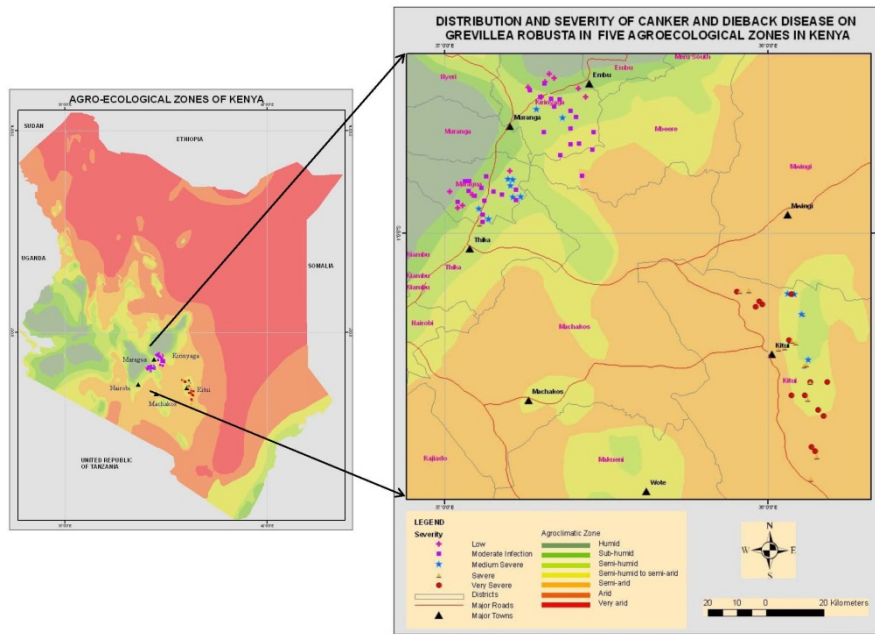 DISTRIBUTION AND SEVERITY OF CANKER AND DIEBACK DISEASE ON
GREVILLEA ROBUSTA IN FIVE AGROECOLOGICAL ZONES IN KENYA
AGRO-ECOLOGICAL ZONES OF KENYA
SUDAN
ETHIOPIA
UGANDA
SOMALIA
Maragua
Kirinyaga
Nairobi
Kitui
Machakos
UNITED REPUBLIC
OF TANZANIA
Nyeri
Embu
Meru South
Embu
Kirinyaga
Maranga
Maranga
Mbeere
Mwingi
Maragua
Mwingi
Thika
Kiambu
Thika
Kiambu
Kiambu
Nairobi
Machakos
Kitui
Kitui
Machakos
Kajiado
Makueni
Wote
LEGEND
Severity
Low
Moderate Infection
Medium Severe
Severe
Very Severe
Districts
Major Roads
Major Towns
Agroclimatic Zone
Humid
Sub-humid
Semi-humid
Semi-humid to semi-arid
Semi-arid
Arid
Very arid
N
W E
S
20 10 0 20 Kilometers